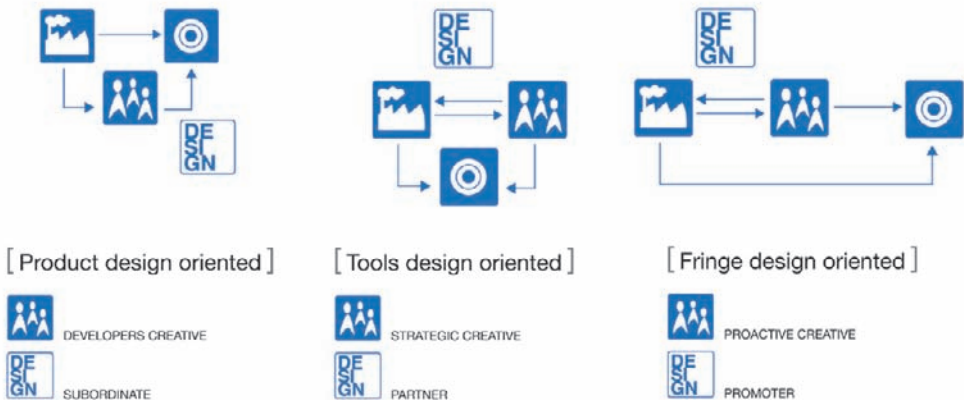 DE
SI
GN
DE
SI
GN
DE
SI
GN
[ Product design oriented ]
[ Tools design oriented ]
[ Fringe design oriented ]
DEVELOPERS CREATIVE
STRATEGIC CREATIVE
PROACTIVE CREATIVE
DE
SI
GN
SUBORDINATE
DE
SI
GN
PARTNER
DE
SI
GN
PROMOTER